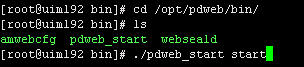 [root@uiml92 bin]# cd /opt/pdweb/bin/
[root@uiml92 bin]# ls
amwebcfg pdweb_start webseald
[root@uiml92 bin]# ./pdweb_start start